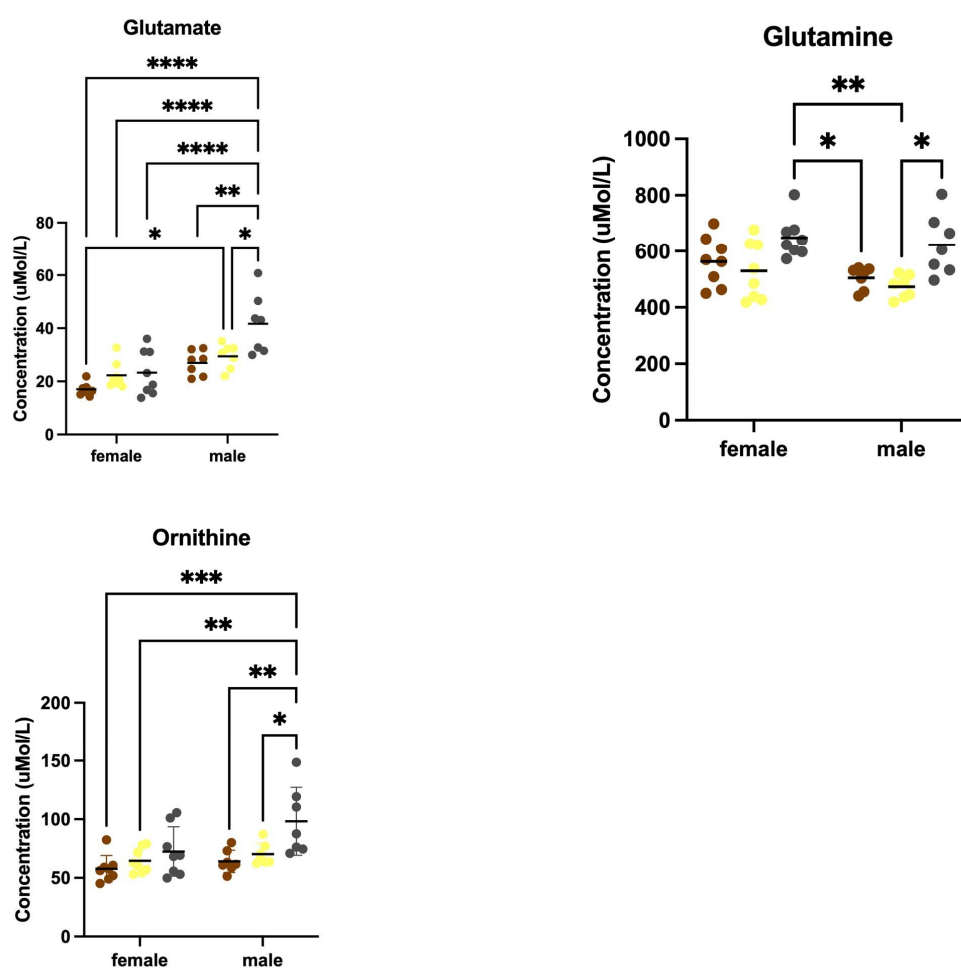 Glutamate
****
****
****
**
*
*
80
60
40
20
0
Concentration (uMol/L)
female
male
Glutamine
**
*
*
1000
800
600
400
200
0
Concentration (uMol/L)
female
male
Ornithine
***
**
**
*
200
150
100
50
0
Concentration (uMol/L)
female
male